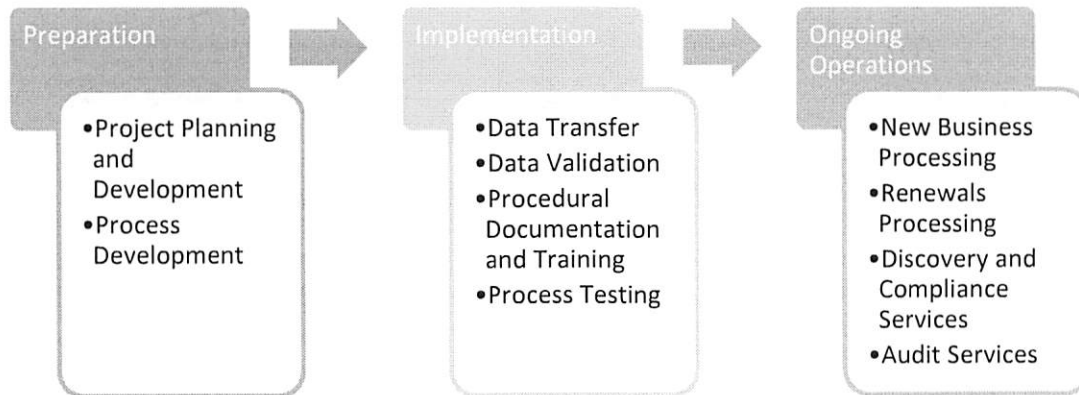 Preparation
•Project Planning
and
Development
•Process
Development
Implementation
•Data Transfer
•Data Validation
•Procedural
Documentation
and Training
•Process Testing
Ongoing
Operations
•New Business
Processing
•Renewals
Processing
•Discovery and
Compliance
Services
•Audit Services